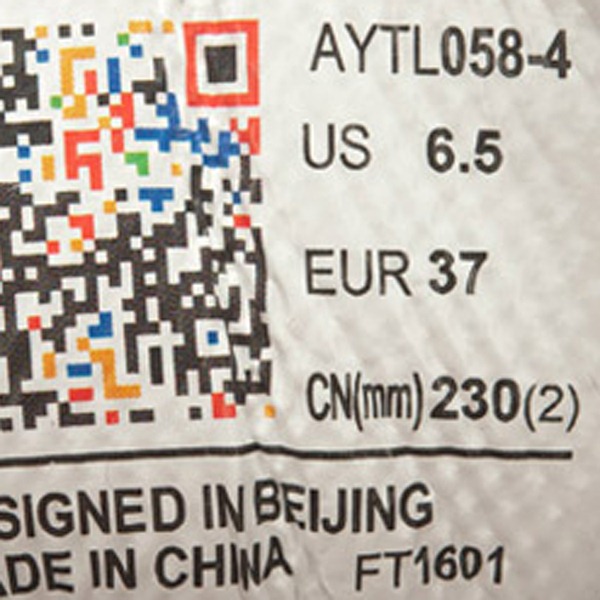 AYTL058-4
US 6.5
EUR 37
CN(mm)230(2)
SIGNED IN BEIJING
ADE IN CHINA FT1601